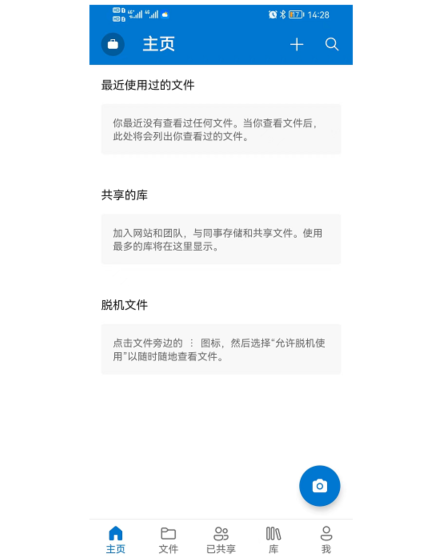 14:28
主页
最近使用过的文件
你最近没有查看过任何文件。当你查看文件后，
此处将会列出你查看过的文件。
共享的库
加入网站和团队，与同事存储和共享文件。使用
最多的库将在这里显示。
脱机文件
点击文件旁边的 ⋮ 图标，然后选择“允许脱机使
用”以随时随地查看文件。
主页 文件 已共享 库 我